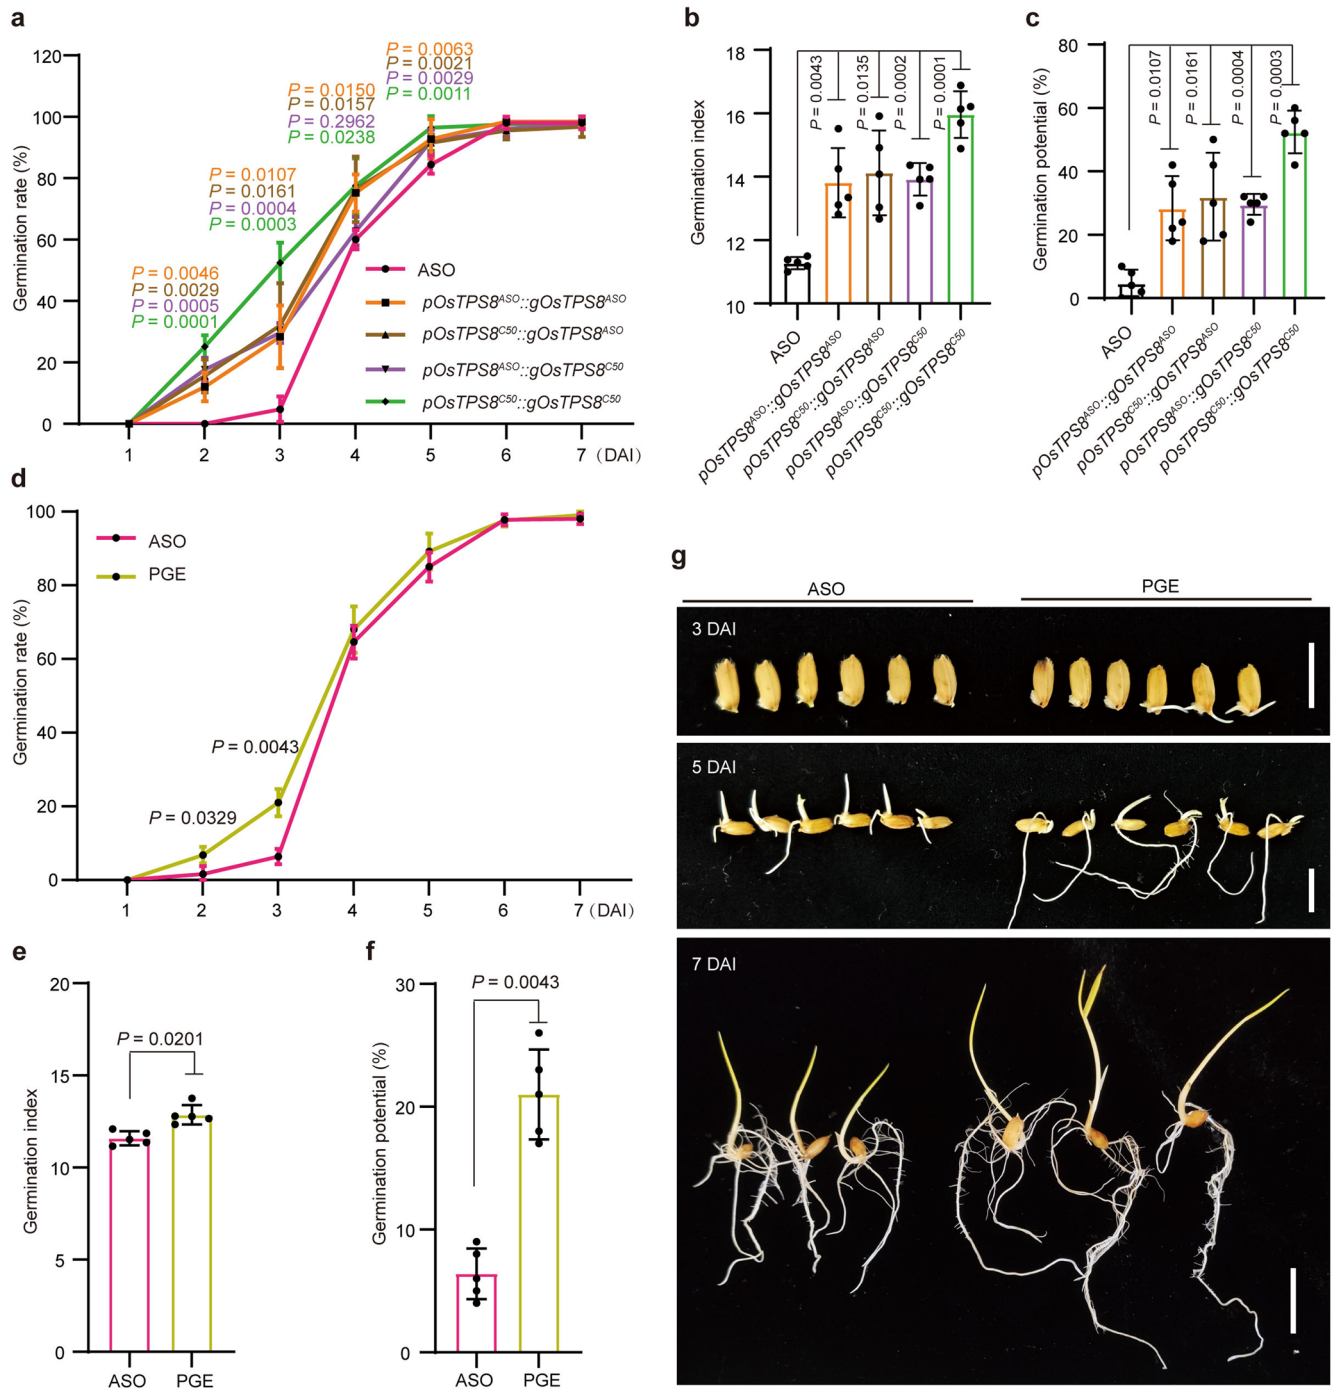 a
120
100
80
60
40
20
0
Germination rate (%)
P = 0.0046
P = 0.0029
P = 0.0005
P = 0.0001
P = 0.0107
P = 0.0161
P = 0.0004
P = 0.0003
P = 0.0150
P = 0.0157
P = 0.2962
P = 0.0238
P = 0.0063
P = 0.0021
P = 0.0029
P = 0.0011
ASO
pOsTPS8ᴬˢᴼ::gOsTPS8ᴬˢᴼ
pOsTPS8ᶜ⁵⁰::gOsTPS8ᴬˢᴼ
pOsTPS8ᴬˢᴼ::gOsTPS8ᶜ⁵⁰
pOsTPS8ᶜ⁵⁰::gOsTPS8ᶜ⁵⁰
1 2 3 4 5 6 7 (DAI)
b
18
16
14
12
10
Germination index
P = 0.0043
P = 0.0135
P = 0.0002
P = 0.0001
ASO
pOsTPS8ᴬˢᴼ::gOsTPS8ᴬˢᴼ
pOsTPS8ᶜ⁵⁰::gOsTPS8ᴬˢᴼ
pOsTPS8ᴬˢᴼ::gOsTPS8ᶜ⁵⁰
pOsTPS8ᶜ⁵⁰::gOsTPS8ᶜ⁵⁰
c
80
60
40
20
0
Germination potential (%)
P = 0.0107
P = 0.0161
P = 0.0004
P = 0.0003
ASO
pOsTPS8ᴬˢᴼ::gOsTPS8ᴬˢᴼ
pOsTPS8ᶜ⁵⁰::gOsTPS8ᴬˢᴼ
pOsTPS8ᴬˢᴼ::gOsTPS8ᶜ⁵⁰
pOsTPS8ᶜ⁵⁰::gOsTPS8ᶜ⁵⁰
d
100
80
60
40
20
0
Germination rate (%)
ASO
PGE
P = 0.0329
P = 0.0043
1 2 3 4 5 6 7 (DAI)
e
20
15
10
5
0
Germination index
P = 0.0201
ASO PGE
f
30
20
10
0
Germination potential (%)
P = 0.0043
ASO PGE
g
ASO PGE
3 DAI
5 DAI
7 DAI